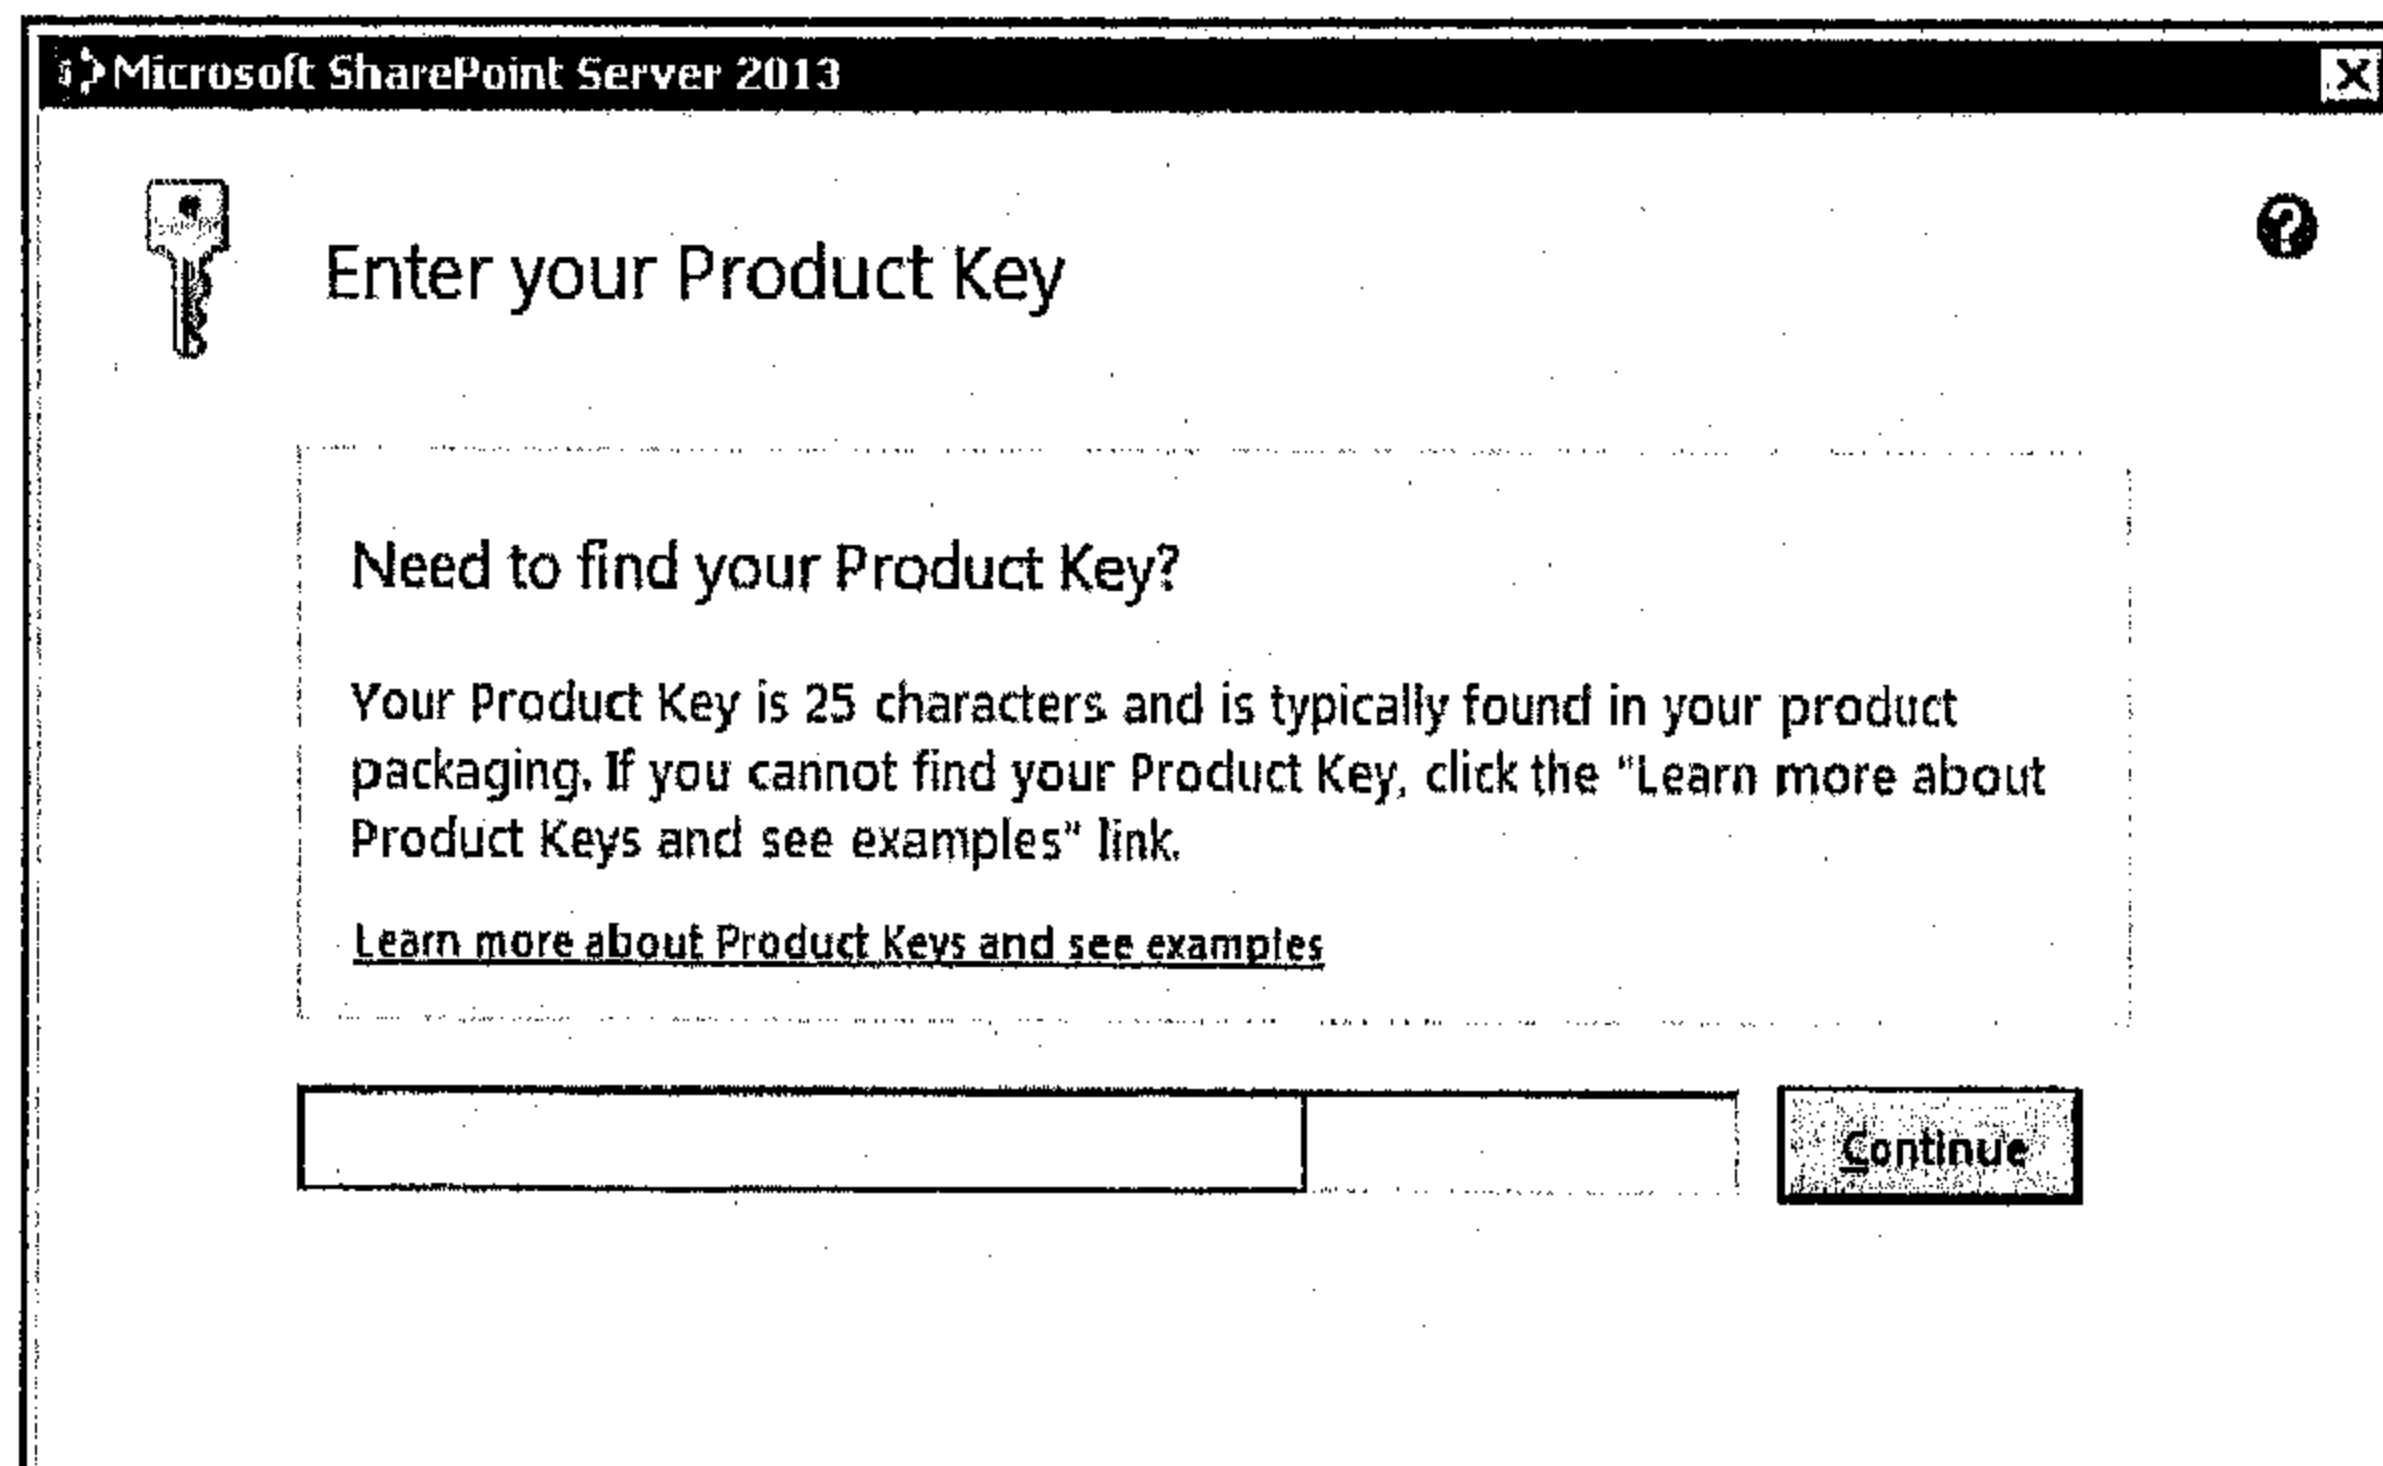 Microsoft SharePoint Server 2013
Enter your Product Key
Need to find your Product Key?
Your Product Key is 25 characters and is typically found in your product
packaging. If you cannot find your Product Key, click the "Learn more about
Product Keys and see examples" link.
Learn more about Product Keys and see examples
Continue